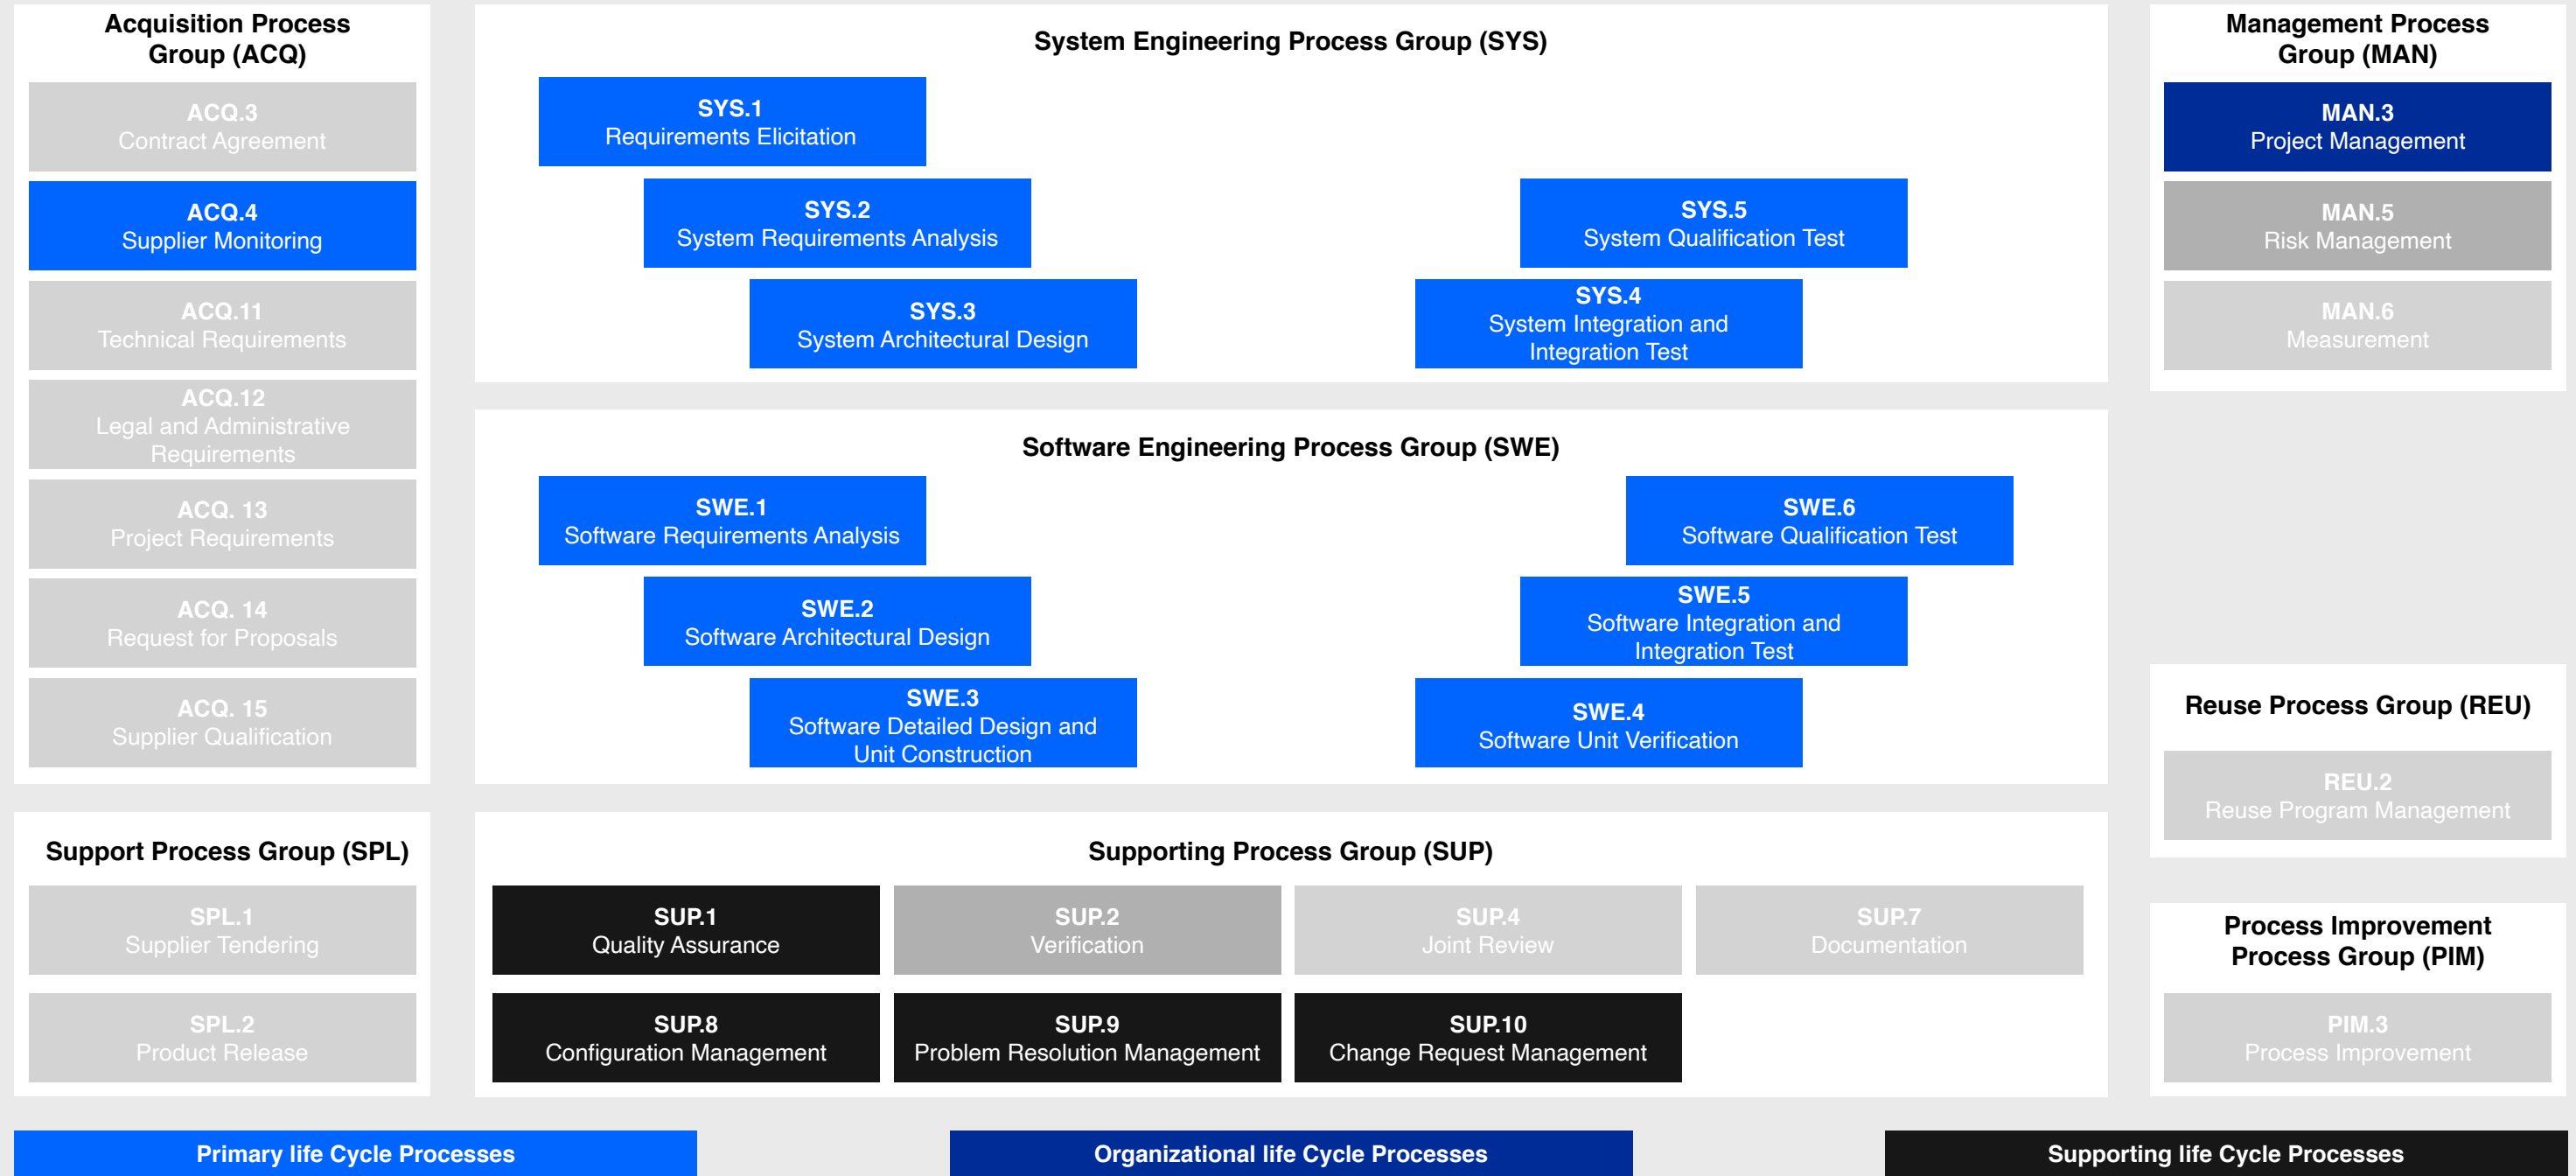 Acquisition Process
Group (ACQ)
ACQ.3
Contract Agreement
ACQ.4
Supplier Monitoring
ACQ.11
Technical Requirements
ACQ.12
Legal and Administrative
Requirements
ACQ. 13
Project Requirements
ACQ. 14
Request for Proposals
ACQ. 15
Supplier Qualification
Support Process Group (SPL)
SPL.1
Supplier Tendering
SPL.2
Product Release
System Engineering Process Group (SYS)
SYS.1
Requirements Elicitation
SYS.2
System Requirements Analysis
SYS.3
System Architectural Design
SYS.5
System Qualification Test
SYS.4
System Integration and
Integration Test
Software Engineering Process Group (SWE)
SWE.1
Software Requirements Analysis
SWE.2
Software Architectural Design
SWE.3
Software Detailed Design and
Unit Construction
SWE.6
Software Qualification Test
SWE.5
Software Integration and
Integration Test
SWE.4
Software Unit Verification
Supporting Process Group (SUP)
SUP.1
Quality Assurance
SUP.2
Verification
SUP.4
Joint Review
SUP.7
Documentation
SUP.8
Configuration Management
SUP.9
Problem Resolution Management
SUP.10
Change Request Management
Management Process
Group (MAN)
MAN.3
Project Management
MAN.5
Risk Management
MAN.6
Measurement
Reuse Process Group (REU)
REU.2
Reuse Program Management
Process Improvement
Process Group (PIM)
PIM.3
Process Improvement
Primary life Cycle Processes
Organizational life Cycle Processes
Supporting life Cycle Processes